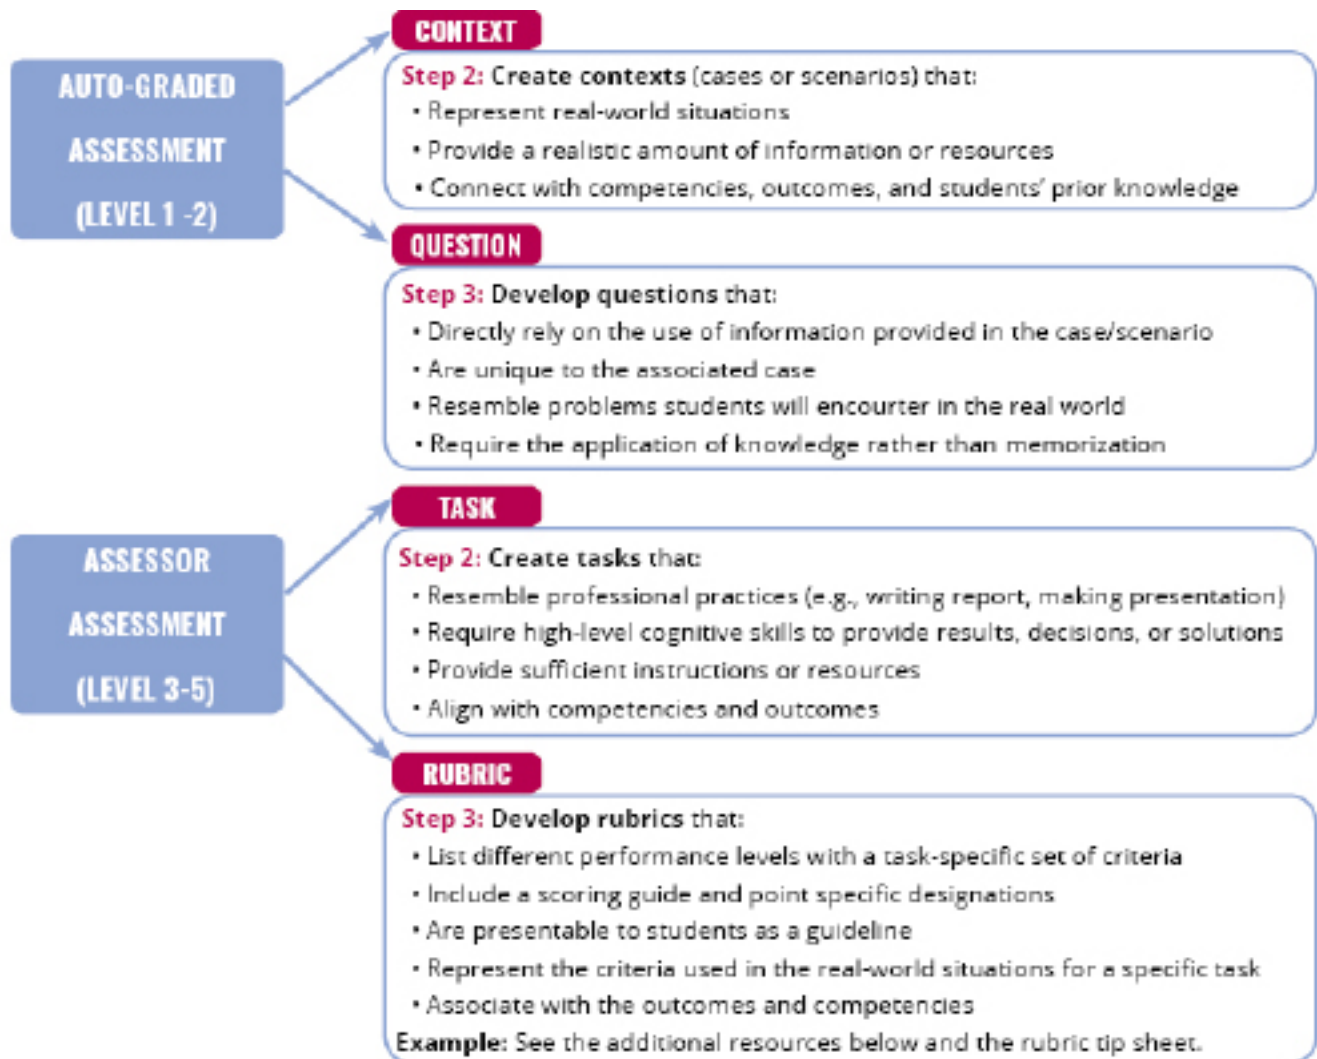 AUTO-GRADED
ASSESSMENT
(LEVEL 1 -2)
CONTEXT
Step 2: Create contexts (cases or scenarios) that:
• Represent real-world situations
• Provide a realistic amount of information or resources
• Connect with competencies, outcomes, and students' prior knowledge
QUESTION
Step 3: Develop questions that:
• Directly rely on the use of information provided in the case/scenario
• Are unique to the associated case
• Resemble problems students will encourter in the real world
• Require the application of knowledge rather than memorization
ASSESSOR
ASSESSMENT
(LEVEL 3-5)
TASK
Step 2: Create tasks that:
• Resemble professional practices (e.g., writing report, making presentation)
• Require high-level cognitive skills to provide results, decisions, or solutions
• Provide sufficient instructions or resources
• Align with competencies and outcomes
RUBRIC
Step 3: Develop rubrics that:
• List different performance levels with a task-specific set of criteria
• Include a scoring guide and point specific designations
• Are presentable to students as a guideline
• Represent the criteria used in the real-world situations for a specific task
• Associate with the outcomes and competencies
Example: See the additional resources below and the rubric tip sheet.